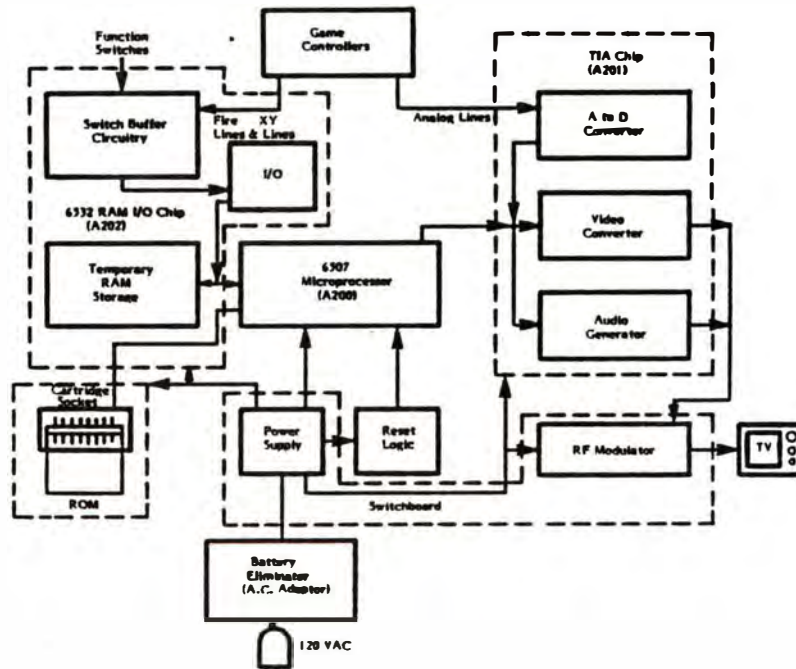 Function
Switches
Game
Controllers
TIA Chip
(A201)
Switch Buffer
Circuitry
Fire XY
Lines & Lines
Analog Lines
A to D
Converter
I/O
6532 RAM I/O Chip
(A202)
Video
Converter
Temporary
RAM
Storage
6507
Microprocessor
(A200)
Audio
Generator
Cartridge
Socket
Power
Supply
Reset
Logic
RF Modulator
TV
ROM
Switchboard
Battery
Eliminator
(A.C. Adaptor)
120 VAC